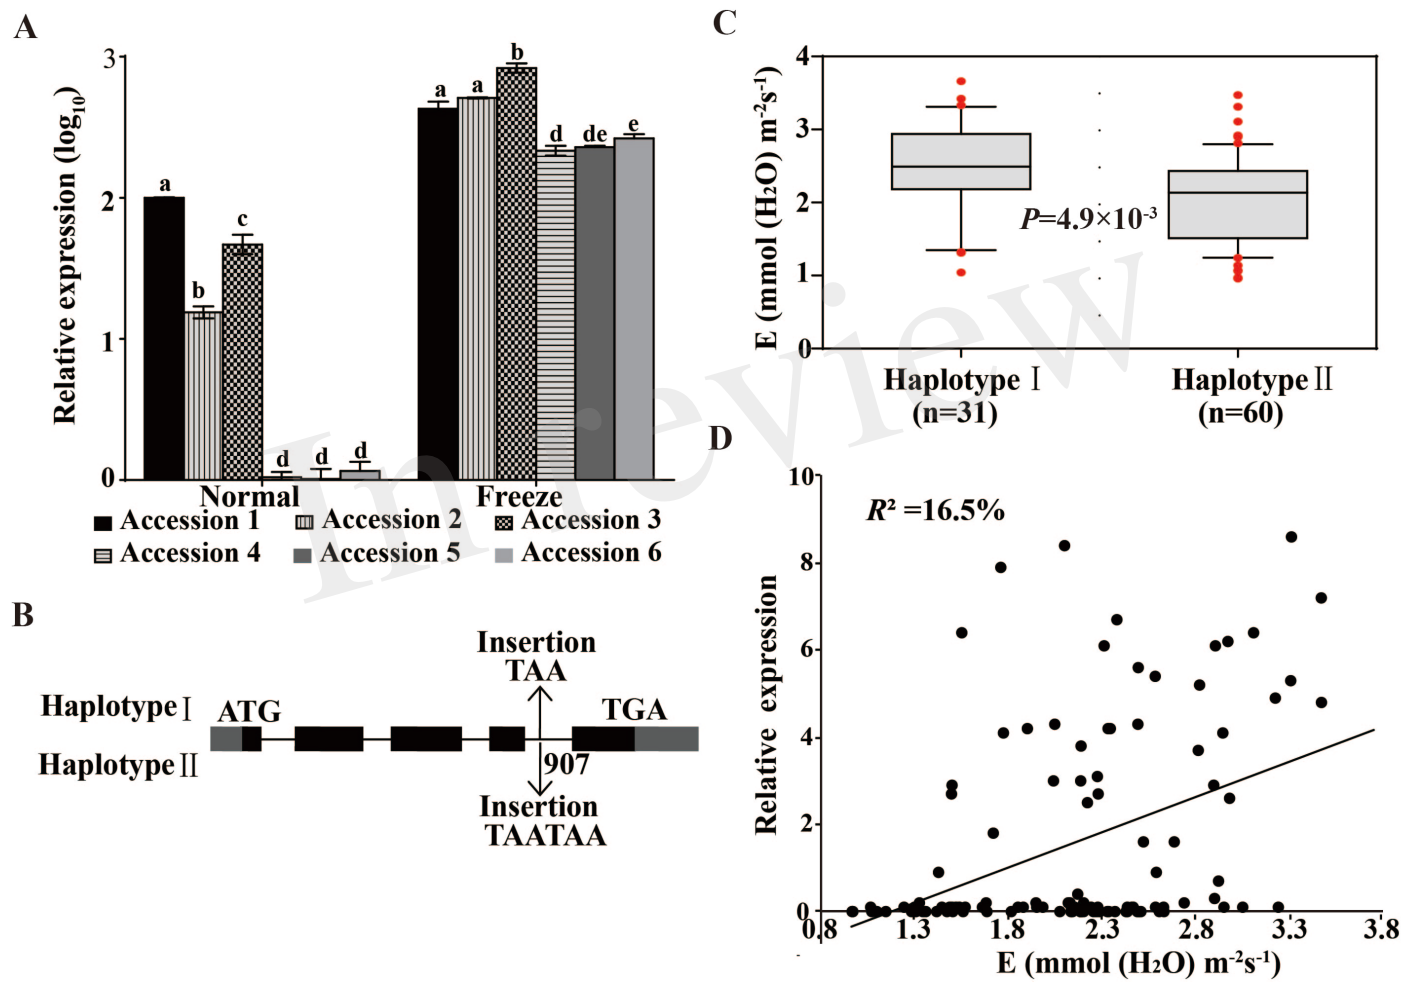 A
Relative expression (log10)
3
2
1
0
a
b
c
d
d
d
a
a
b
d
de
e
Normal
Freeze
Accession 1
Accession 2
Accession 3
Accession 4
Accession 5
Accession 6
B
Insertion
TAA
Haplotype Ⅰ
ATG
TGA
Haplotype Ⅱ
907
Insertion
TAATAA
C
E (mmol (H₂O) m⁻²s⁻¹)
4
3
2
1
0
P=4.9×10⁻³
Haplotype Ⅰ
(n=31)
Haplotype Ⅱ
(n=60)
D
Relative expression
10
8
6
4
2
0
R² =16.5%
0.8
1.3
1.8
2.3
2.8
3.3
3.8
E (mmol (H₂O) m⁻²s⁻¹)
In review